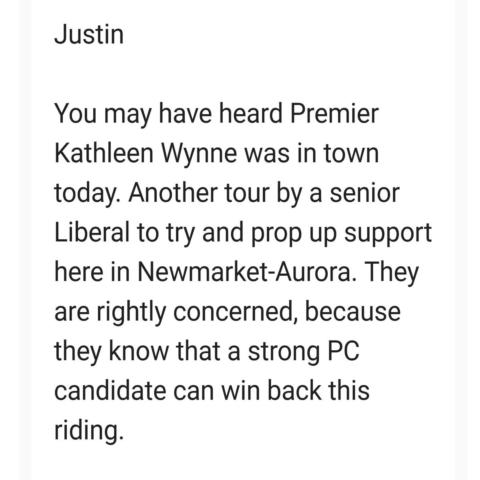 Justin
You may have heard Premier
Kathleen Wynne was in town
today. Another tour by a senior
Liberal to try and prop up support
here in Newmarket-Aurora. They
are rightly concerned, because
they know that a strong PC
candidate can win back this
riding.